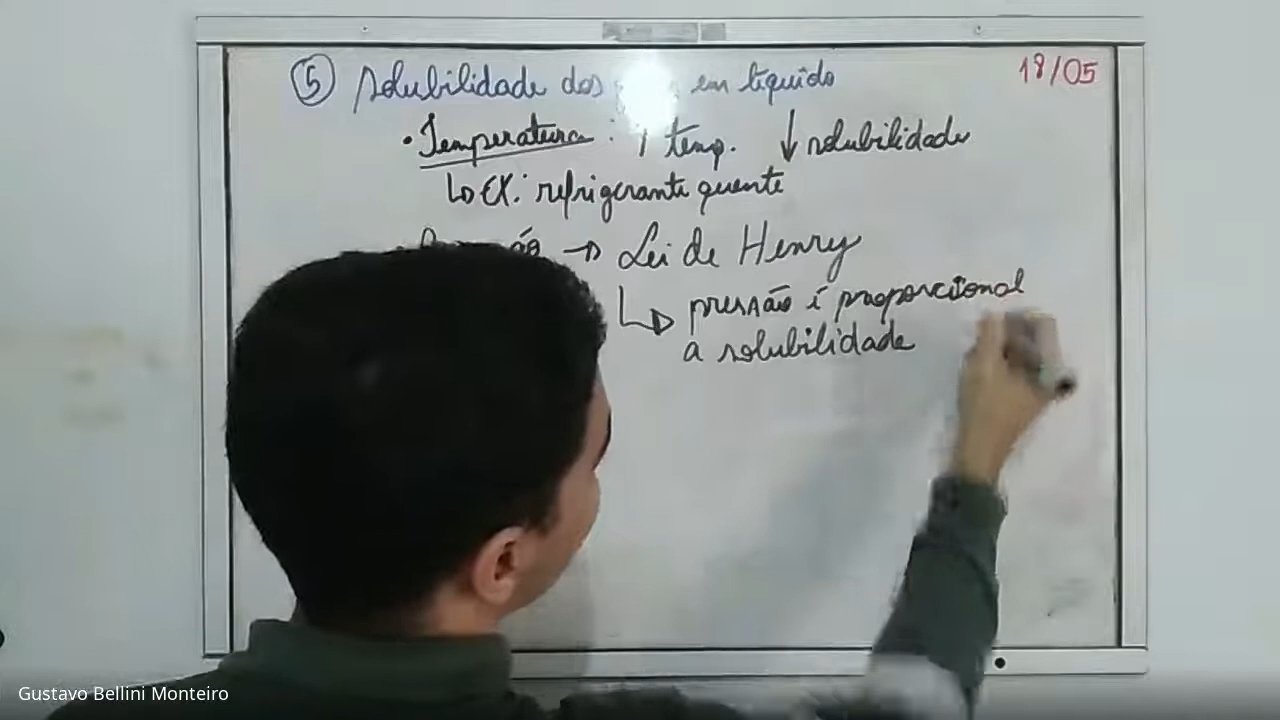 ⑤ Solubilidade dos em líquido
18/05
• Temperatura : ↑ temp. ↓ solubilidade
↳ EX: refrigerante quente
→ Lei de Henry
↳ pressão é proporcional
a solubilidade
Gustavo Bellini Monteiro